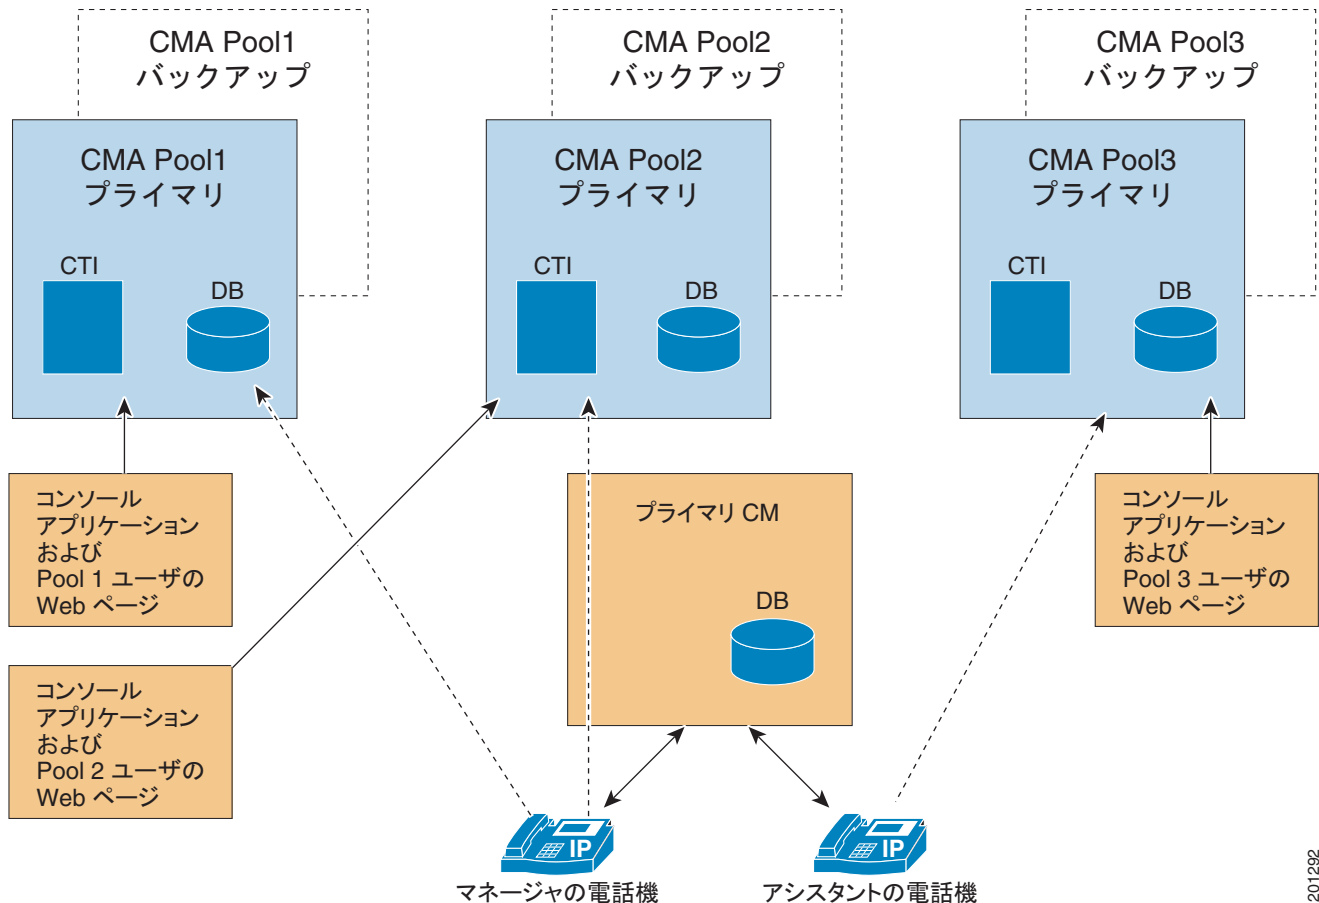 CMA Pool1
バックアップ
CMA Pool2
バックアップ
CMA Pool3
バックアップ
CMA Pool1
プライマリ
CMA Pool2
プライマリ
CMA Pool3
プライマリ
CTI
DB
CTI
DB
CTI
DB
コンソール
アプリケーション
および
Pool 1 ユーザの
Web ページ
プライマリ CM
DB
コンソール
アプリケーション
および
Pool 3 ユーザの
Web ページ
コンソール
アプリケーション
および
Pool 2 ユーザの
Web ページ
IP
マネージャの電話機
IP
アシスタントの電話機
201292